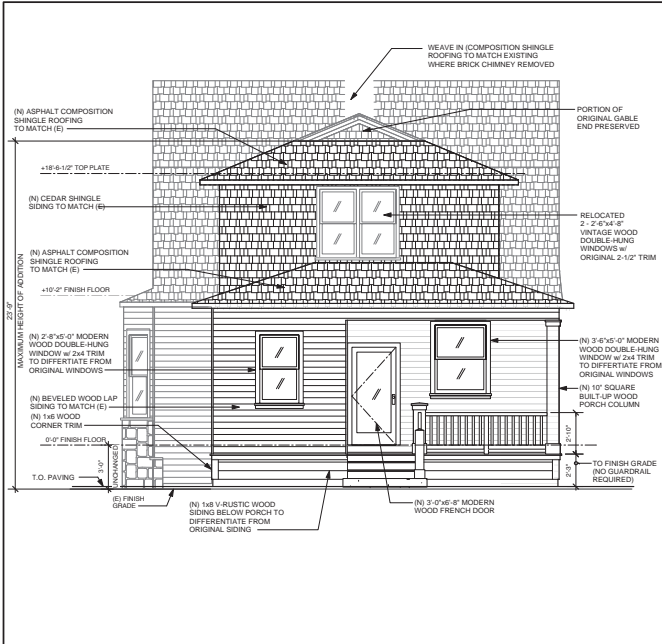 WEAVE IN (COMPOSITION SHINGLE
ROOFING TO MATCH EXISTING
WHERE BRICK CHIMNEY REMOVED
(N) ASPHALT COMPOSITION
SHINGLE ROOFING
TO MATCH (E)
PORTION OF
ORIGINAL GABLE
END PRESERVED
+18'-6-1/2" TOP PLATE
(N) CEDAR SHINGLE
SIDING TO MATCH (E)
RELOCATED
2 - 2'-6"x4'-8"
VINTAGE WOOD
DOUBLE-HUNG
WINDOWS w/
ORIGINAL 2-1/2" TRIM
(N) ASPHALT COMPOSITION
SHINGLE ROOFING
TO MATCH (E)
+10'-2" FINISH FLOOR
23'-9"
MAXIMUM HEIGHT OF ADDITION
(N) 2'-8"x5'-0" MODERN
WOOD DOUBLE-HUNG
WINDOW w/ 2x4 TRIM
TO DIFFERTIATE FROM
ORIGINAL WINDOWS
(N) 3'-6"x5'-0" MODERN
WOOD DOUBLE-HUNG
WINDOW w/ 2x4 TRIM
TO DIFFERTIATE FROM
ORIGINAL WINDOWS
(N) 10" SQUARE
BUILT-UP WOOD
PORCH COLUMN
(N) BEVELED WOOD LAP
SIDING TO MATCH (E)
(N) 1x6 WOOD
CORNER TRIM
0'-0" FINISH FLOOR
3'-0"
UNCHANGED
2'-10"
2'-3"
TO FINISH GRADE
(NO GUARDRAIL
REQUIRED)
T.O. PAVING
(E) FINISH
GRADE
(N) 1x8 V-RUSTIC WOOD
SIDING BELOW PORCH TO
DIFFERENTIATE FROM
ORIGINAL SIDING
(N) 3'-0"x6'-8" MODERN
WOOD FRENCH DOOR